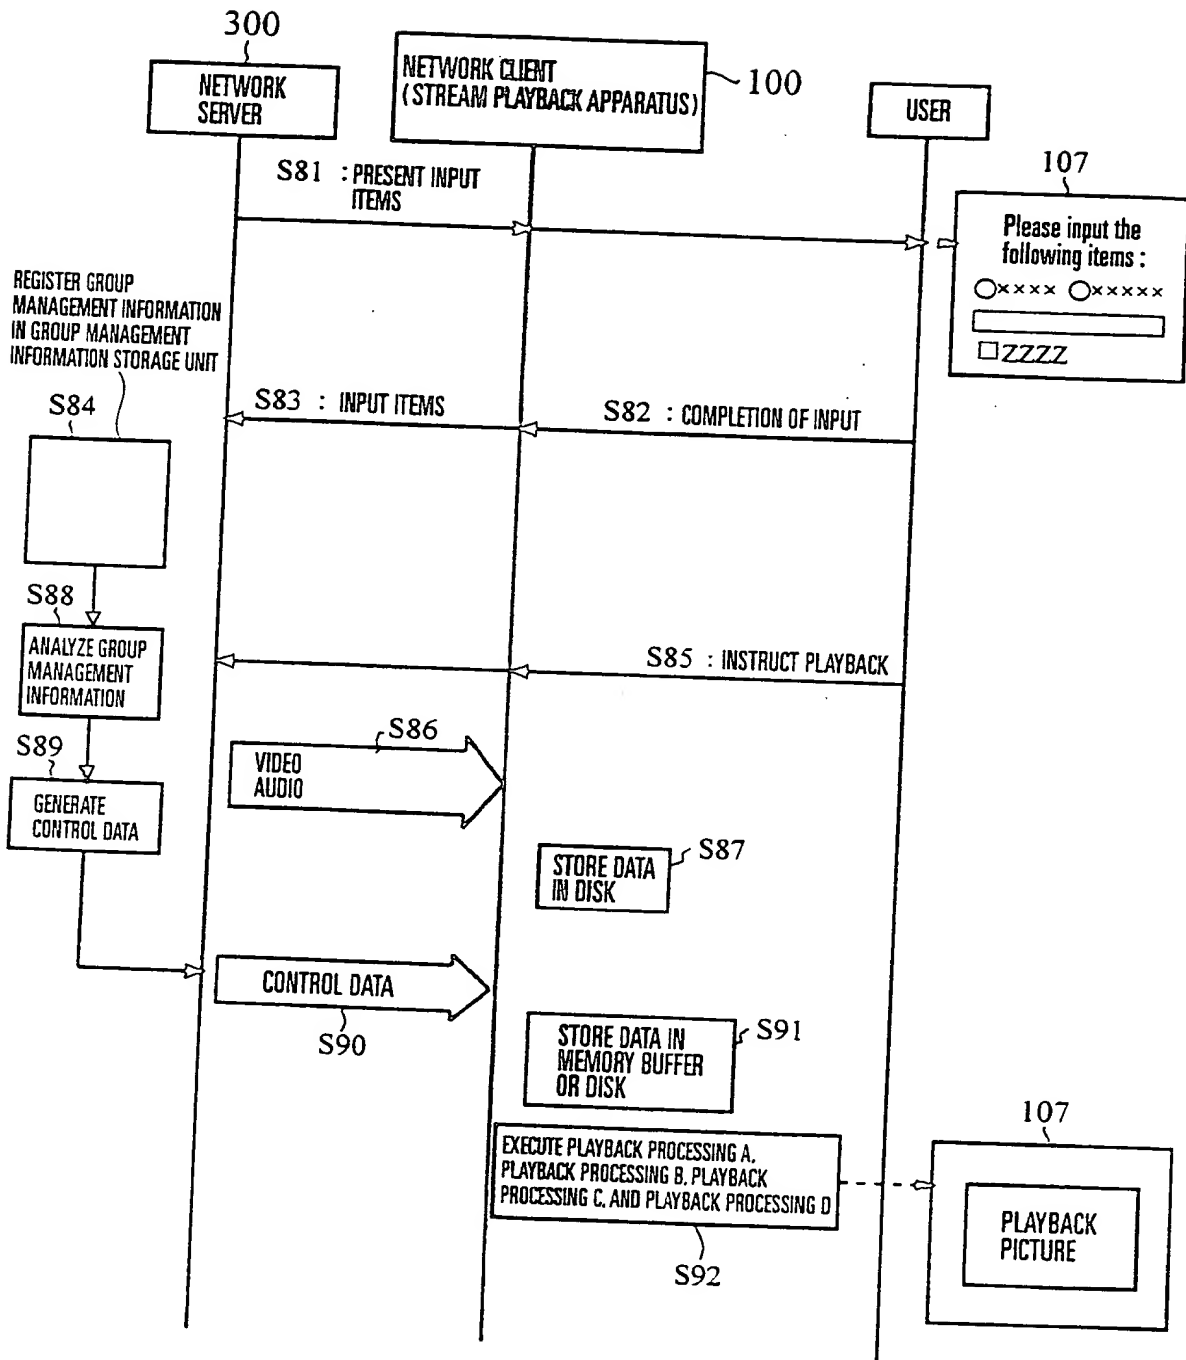 300
NETWORK
SERVER
NETWORK CLIENT
(STREAM PLAYBACK APPARATUS)
100
USER
S81 : PRESENT INPUT
ITEMS
107
Please input the
following items :
×××× ×××××
ZZZZ
REGISTER GROUP
MANAGEMENT INFORMATION
IN GROUP MANAGEMENT
INFORMATION STORAGE UNIT
S84
S83 : INPUT ITEMS
S82 : COMPLETION OF INPUT
S88
ANALYZE GROUP
MANAGEMENT
INFORMATION
S85 : INSTRUCT PLAYBACK
S86
VIDEO
AUDIO
S89
GENERATE
CONTROL DATA
S87
STORE DATA
IN DISK
CONTROL DATA
S90
STORE DATA IN
MEMORY BUFFER
OR DISK
S91
EXECUTE PLAYBACK PROCESSING A,
PLAYBACK PROCESSING B, PLAYBACK
PROCESSING C, AND PLAYBACK PROCESSING D
S92
107
PLAYBACK
PICTURE